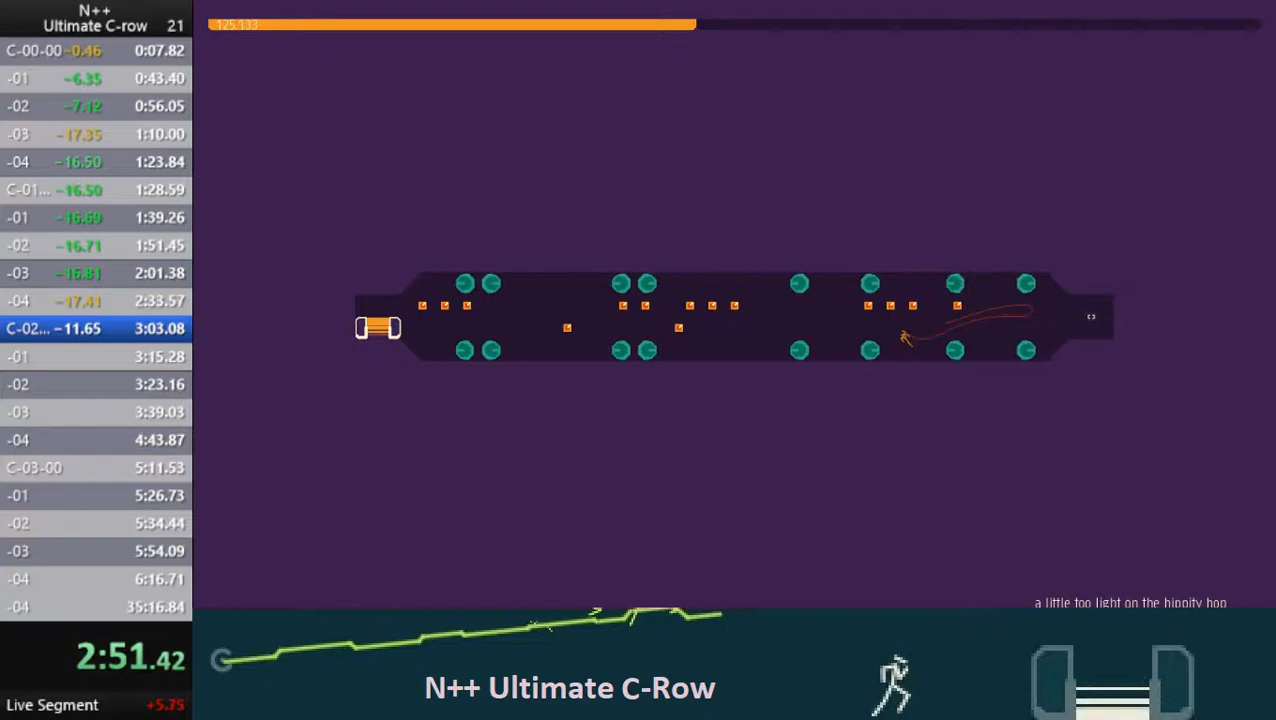 N++
Ultimate C-row 21
C-00-00 -0.46 0:07.82
-01 -6.35 0:43.40
-02 -7.12 0:56.05
-03 -17.35 1:10.00
-04 -16.50 1:23.84
C-01... -16.50 1:28.59
-01 -16.69 1:39.26
-02 -16.71 1:51.45
-03 -16.81 2:01.38
-04 -17.41 2:33.57
C-02... -11.65 3:03.08
-01 3:15.28
-02 3:23.16
-03 3:39.03
-04 4:43.87
C-03-00 5:11.53
-01 5:26.73
-02 5:34.44
-03 5:54.09
-04 6:16.71
-04 35:16.84
2:51.42
Live Segment +5.75
125.133
a little too light on the hippity hop
N++ Ultimate C-Row